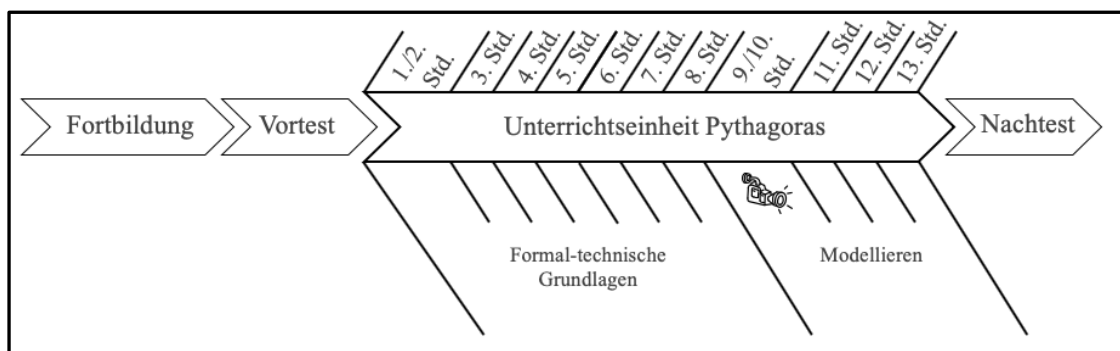 1./2.
Std.
3. Std.
4. Std.
5. Std.
6. Std.
7. Std.
8. Std.
9./10.
Std.
11. Std.
12. Std.
13. Std.
Fortbildung
Vortest
Unterrichtseinheit Pythagoras
Nachtest
Formal-technische
Grundlagen
Modellieren